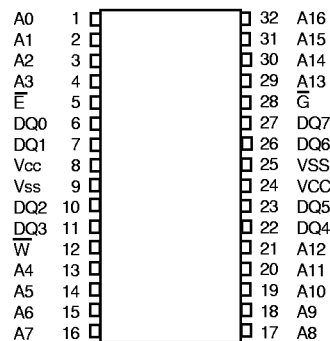 A0 1 32 A16
A1 2 31 A15
A2 3 30 A14
A3 4 29 A13
E̅ 5 28 G̅
DQ0 6 27 DQ7
DQ1 7 26 DQ6
Vcc 8 25 VSS
Vss 9 24 VCC
DQ2 10 23 DQ5
DQ3 11 22 DQ4
W̅ 12 21 A12
A4 13 20 A11
A5 14 19 A10
A6 15 18 A9
A7 16 17 A8